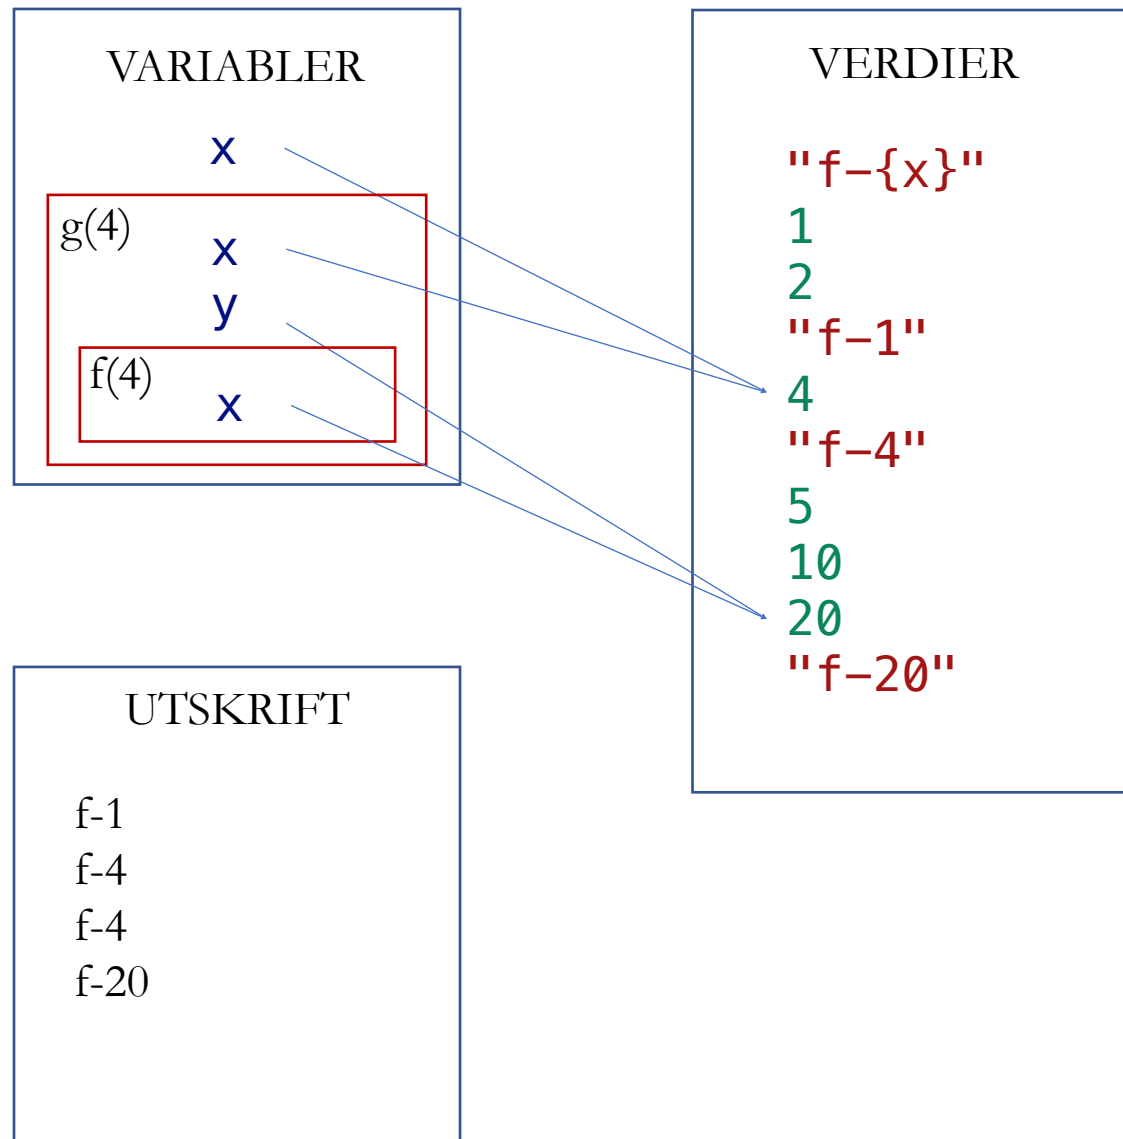 VARIABLER
x
g(4)
x
y
f(4)
x
VERDIER
"f–{x}"
1
2
"f–1"
4
"f–4"
5
10
20
"f–20"
UTSKRIFT
f-1
f-4
f-4
f-20